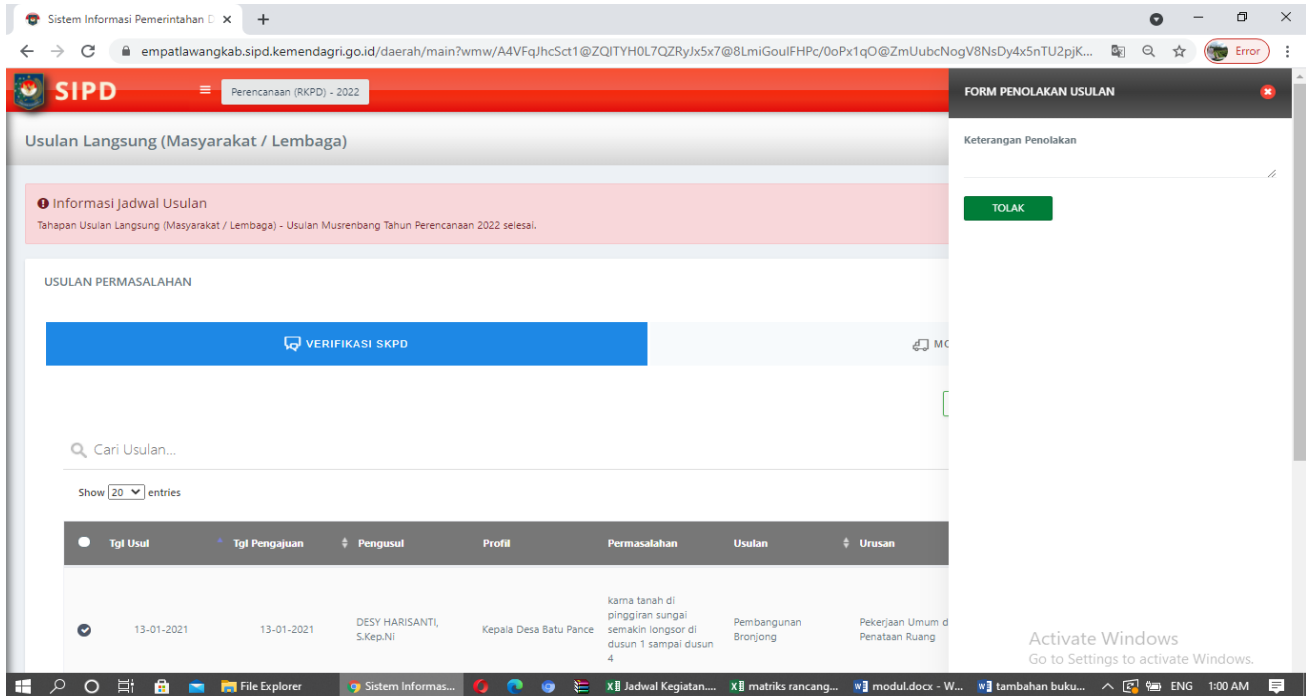 Sistem Informasi Pemerintahan D
empatlawangkab.sipd.kemendagri.go.id/daerah/main?wmw/A4VFqJhcSct1@ZQITYH0L7QZRyJx5x7@8LmiGouIFHPc/0oPx1qO@ZmUubcNogV8NsDy4x5nTU2pjK...
Error
SIPD
Perencanaan (RKPD) - 2022
FORM PENOLAKAN USULAN
Usulan Langsung (Masyarakat / Lembaga)
Keterangan Penolakan
TOLAK
Informasi Jadwal Usulan
Tahapan Usulan Langsung (Masyarakat / Lembaga) - Usulan Musrenbang Tahun Perencanaan 2022 selesai.
USULAN PERMASALAHAN
VERIFIKASI SKPD
MO
Cari Usulan...
Show 20 entries
Tgl Usul Tgl Pengajuan Pengusul Profil Permasalahan Usulan Urusan
13-01-2021 13-01-2021
DESY HARISANTI,
S.Kep.Ni
Kepala Desa Batu Pance
karna tanah di
pinggiran sungai
semakin longsor di
dusun 1 sampai dusun
4
Pembangunan
Bronjong
Pekerjaan Umum d
Penataan Ruang
Activate Windows
Go to Settings to activate Windows.
File Explorer Sistem Informas... Jadwal Kegiatan.... matriks rancang... modul.docx - W... tambahan buku... ENG 1:00 AM